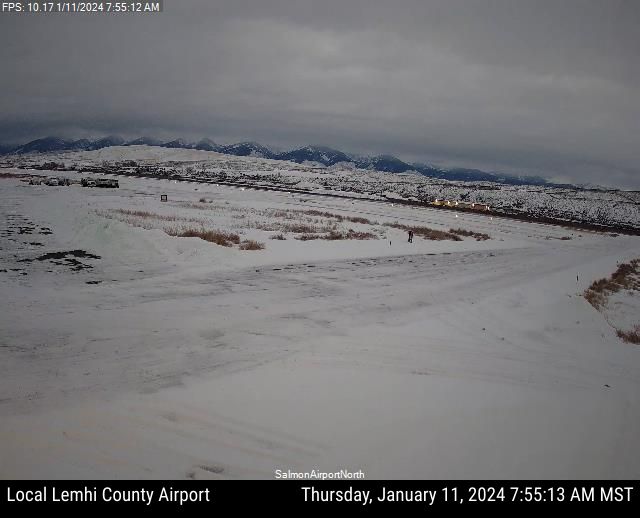 FPS: 10.17 1/11/2024 7:55:12 AM
SalmonAirportNorth
Local Lemhi County Airport Thursday, January 11, 2024 7:55:13 AM MST